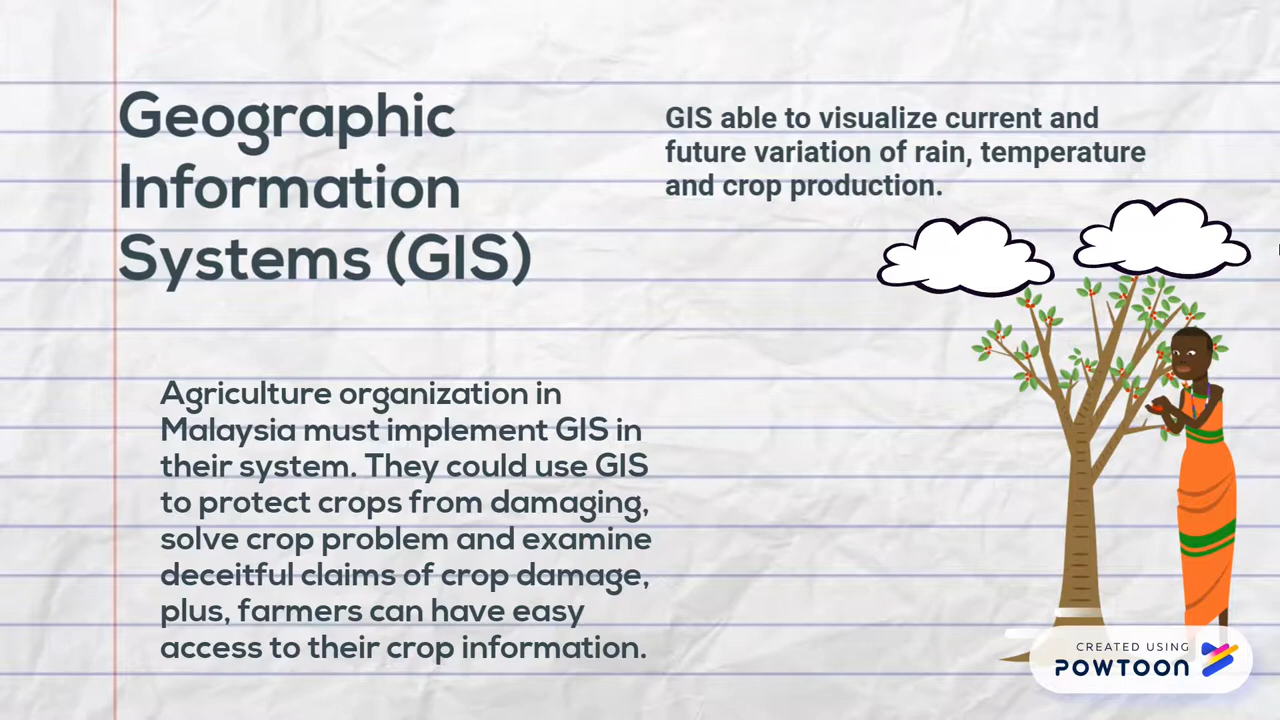 Geographic
Information
Systems (GIS)
GIS able to visualize current and
future variation of rain, temperature
and crop production.
Agriculture organization in
Malaysia must implement GIS in
their system. They could use GIS
to protect crops from damaging,
solve crop problem and examine
deceitful claims of crop damage,
plus, farmers can have easy
access to their crop information.
CREATED USING
POWTOON